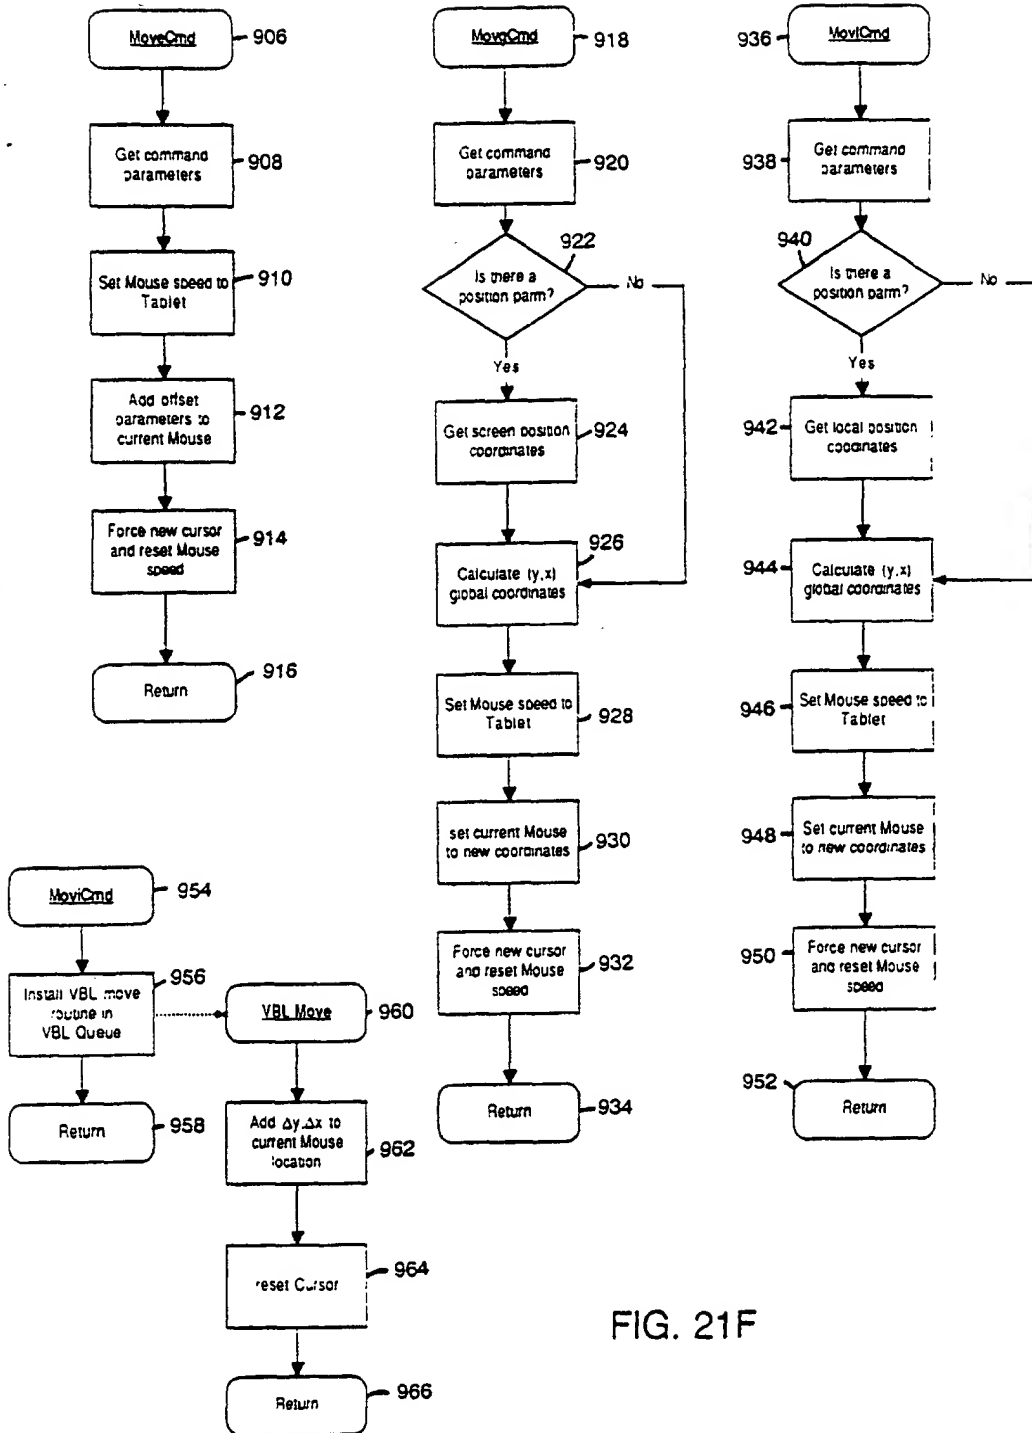 MoveCmd
906
Get command
parameters
908
Set Mouse speed to
Tablet
910
Add offset
parameters to
current Mouse
912
Force new cursor
and reset Mouse
speed
914
Return
916
MovgCmd
918
Get command
parameters
920
Is there a
position parm?
922
No
Yes
Get screen position
coordinates
924
Calculate (y,x)
global coordinates
926
Set Mouse speed to
Tablet
928
set current Mouse
to new coordinates
930
Force new cursor
and reset Mouse
speed
932
Return
934
MovlCmd
936
Get command
parameters
938
Is there a
position parm?
940
No
Yes
Get local position
coordinates
942
Calculate (y,x)
global coordinates
944
Set Mouse speed to
Tablet
946
Set current Mouse
to new coordinates
948
Force new cursor
and reset Mouse
speed
950
Return
952
MoviCmd
954
Install VBL move
routine in
VBL Queue
956
Return
958
VBL Move
960
Add Δy,Δx to
current Mouse
location
962
reset Cursor
964
Return
966
FIG. 21F